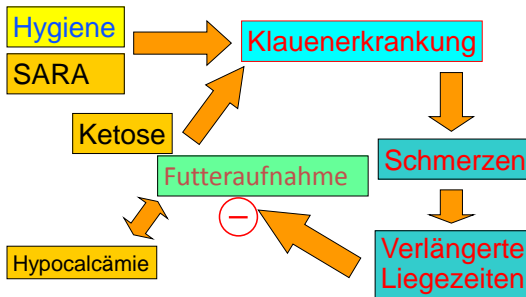 Hygiene
Klauenerkrankung
SARA
Ketose
Schmerzen
Futteraufnahme
–
Hypocalcämie
Verlängerte
Liegezeiten